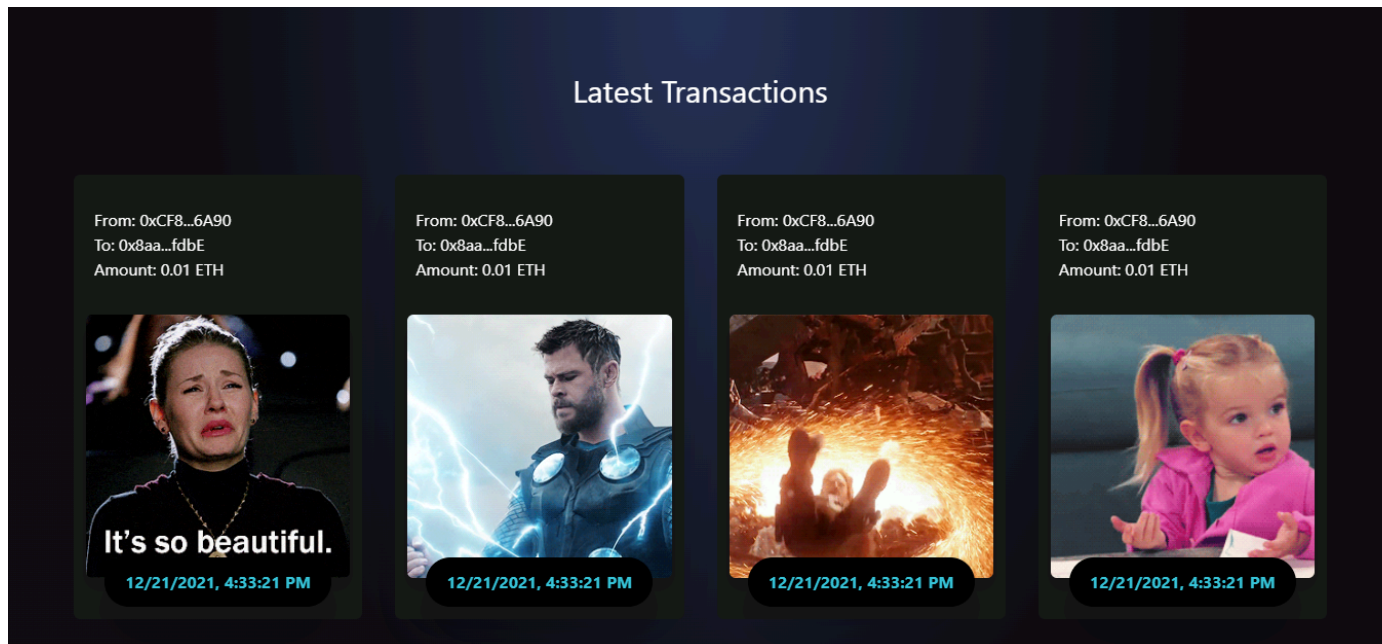 Latest Transactions
From: 0xCF8...6A90
To: 0x8aa...fdbE
Amount: 0.01 ETH
It's so beautiful.
12/21/2021, 4:33:21 PM
From: 0xCF8...6A90
To: 0x8aa...fdbE
Amount: 0.01 ETH
12/21/2021, 4:33:21 PM
From: 0xCF8...6A90
To: 0x8aa...fdbE
Amount: 0.01 ETH
12/21/2021, 4:33:21 PM
From: 0xCF8...6A90
To: 0x8aa...fdbE
Amount: 0.01 ETH
12/21/2021, 4:33:21 PM